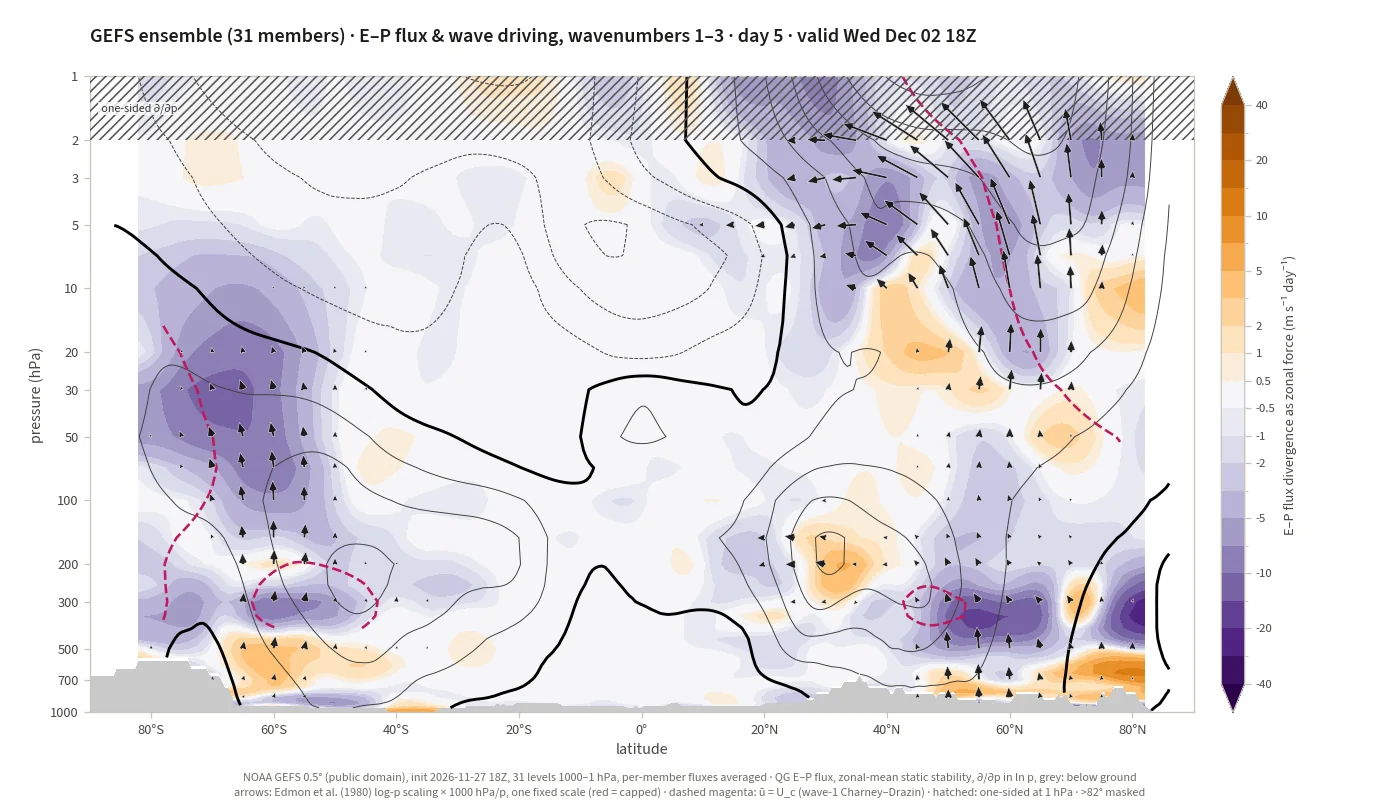 GEFS ensemble (31 members) · E–P flux & wave driving, wavenumbers 1–3 · day 5 · valid Wed Dec 02 18Z
one-sided ∂/∂p
pressure (hPa)
1
2
3
5
10
20
30
50
100
200
300
500
700
1000
80°S
60°S
40°S
20°S
0°
20°N
40°N
60°N
80°N
latitude
40
20
10
5
2
1
0.5
-0.5
-1
-2
-5
-10
-20
-40
E–P flux divergence as zonal force (m s⁻¹ day⁻¹)
NOAA GEFS 0.5° (public domain), init 2026-11-27 18Z, 31 levels 1000–1 hPa, per-member fluxes averaged · QG E–P flux, zonal-mean static stability, ∂/∂p in ln p, grey: below ground
arrows: Edmon et al. (1980) log-p scaling × 1000 hPa/p, one fixed scale (red = capped) · dashed magenta: ū = U_c (wave-1 Charney–Drazin) · hatched: one-sided at 1 hPa · >82° masked